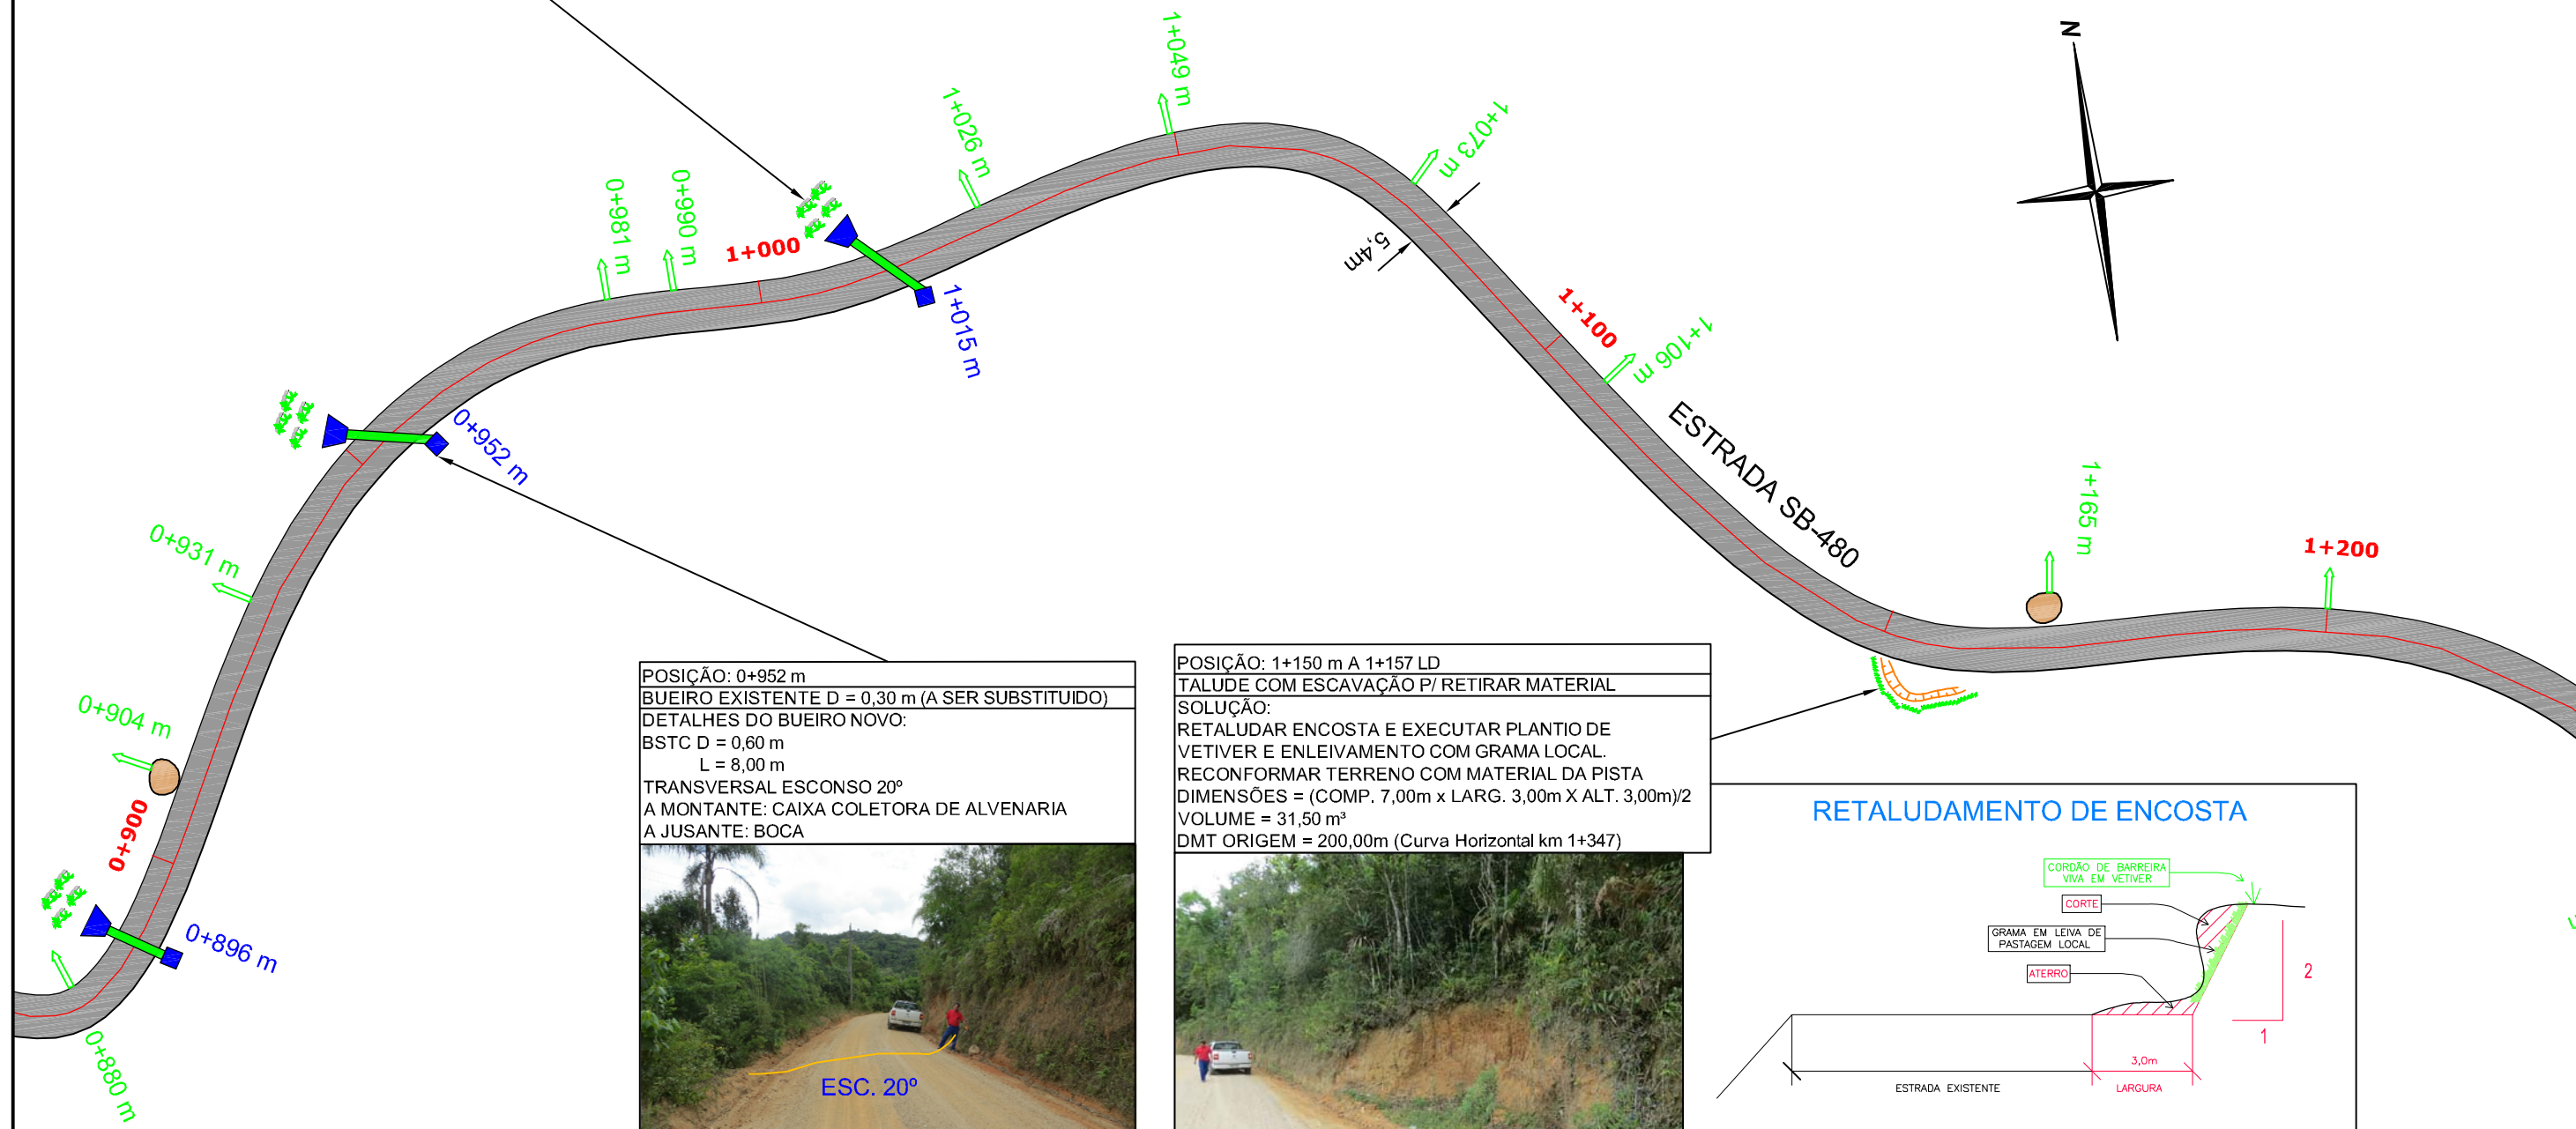 N
1+049 m
1+073 m
1+026 m
0+981 m
0+990 m
1+000
5,4m
1+015 m
1+100
1+106 m
ESTRADA SB-480
0+952 m
1+165 m
1+200
0+931 m
0+904 m
0+900
0+896 m
0+880 m
POSIÇÃO: 0+952 m
BUEIRO EXISTENTE D = 0,30 m (A SER SUBSTITUIDO)
DETALHES DO BUEIRO NOVO:
BSTC D = 0,60 m
L = 8,00 m
TRANSVERSAL ESCONSO 20º
A MONTANTE: CAIXA COLETORA DE ALVENARIA
A JUSANTE: BOCA
ESC. 20º
POSIÇÃO: 1+150 m A 1+157 LD
TALUDE COM ESCAVAÇÃO P/ RETIRAR MATERIAL
SOLUÇÃO:
RETALUDAR ENCOSTA E EXECUTAR PLANTIO DE
VETIVER E ENLEIVAMENTO COM GRAMA LOCAL.
RECONFORMAR TERRENO COM MATERIAL DA PISTA
DIMENSÕES = (COMP. 7,00m x LARG. 3,00m X ALT. 3,00m)/2
VOLUME = 31,50 m³
DMT ORIGEM = 200,00m (Curva Horizontal km 1+347)
RETALUDAMENTO DE ENCOSTA
CORDÃO DE BARREIRA
VIVA EM VETIVER
CORTE
GRAMA EM LEIVA DE
PASTAGEM LOCAL
ATERRO
2
1
3,0m
ESTRADA EXISTENTE
LARGURA